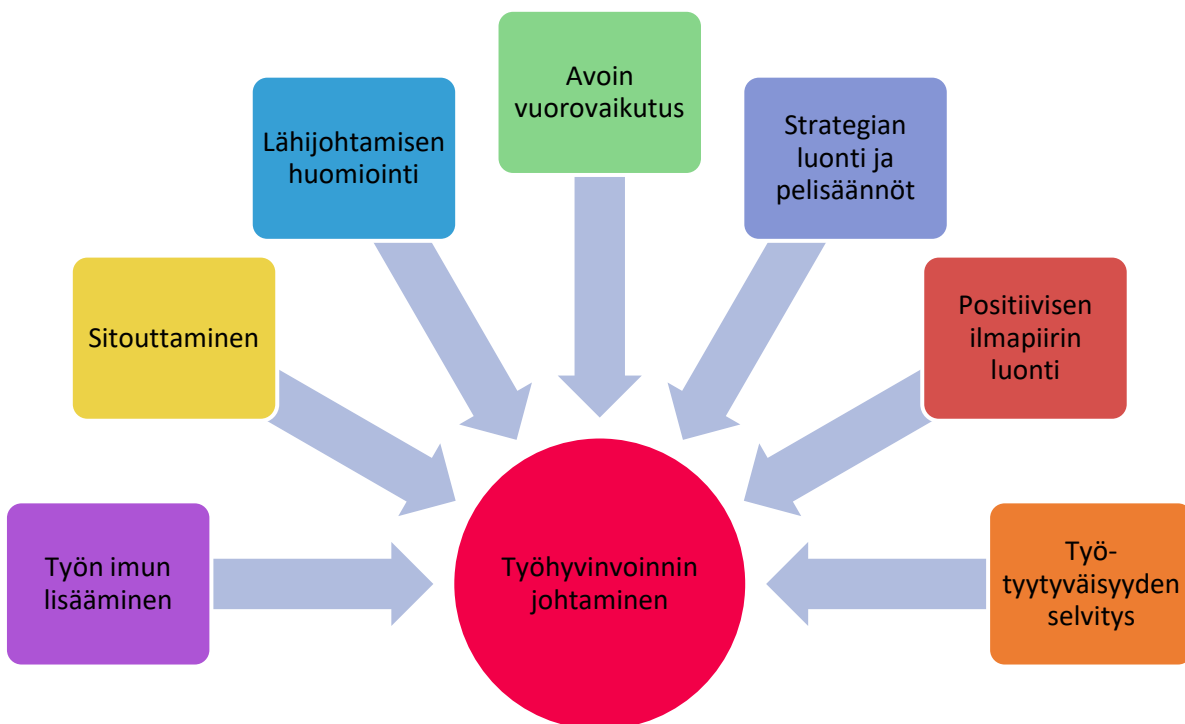 Avoin
vuorovaikutus
Lähijohtamisen
huomiointi
Strategian
luonti ja
pelisäännöt
Sitouttaminen
Positiivisen
ilmapiirin
luonti
Työn imun
lisääminen
Työhyvinvoinnin
johtaminen
Työ-
tyytyväisyyden
selvitys